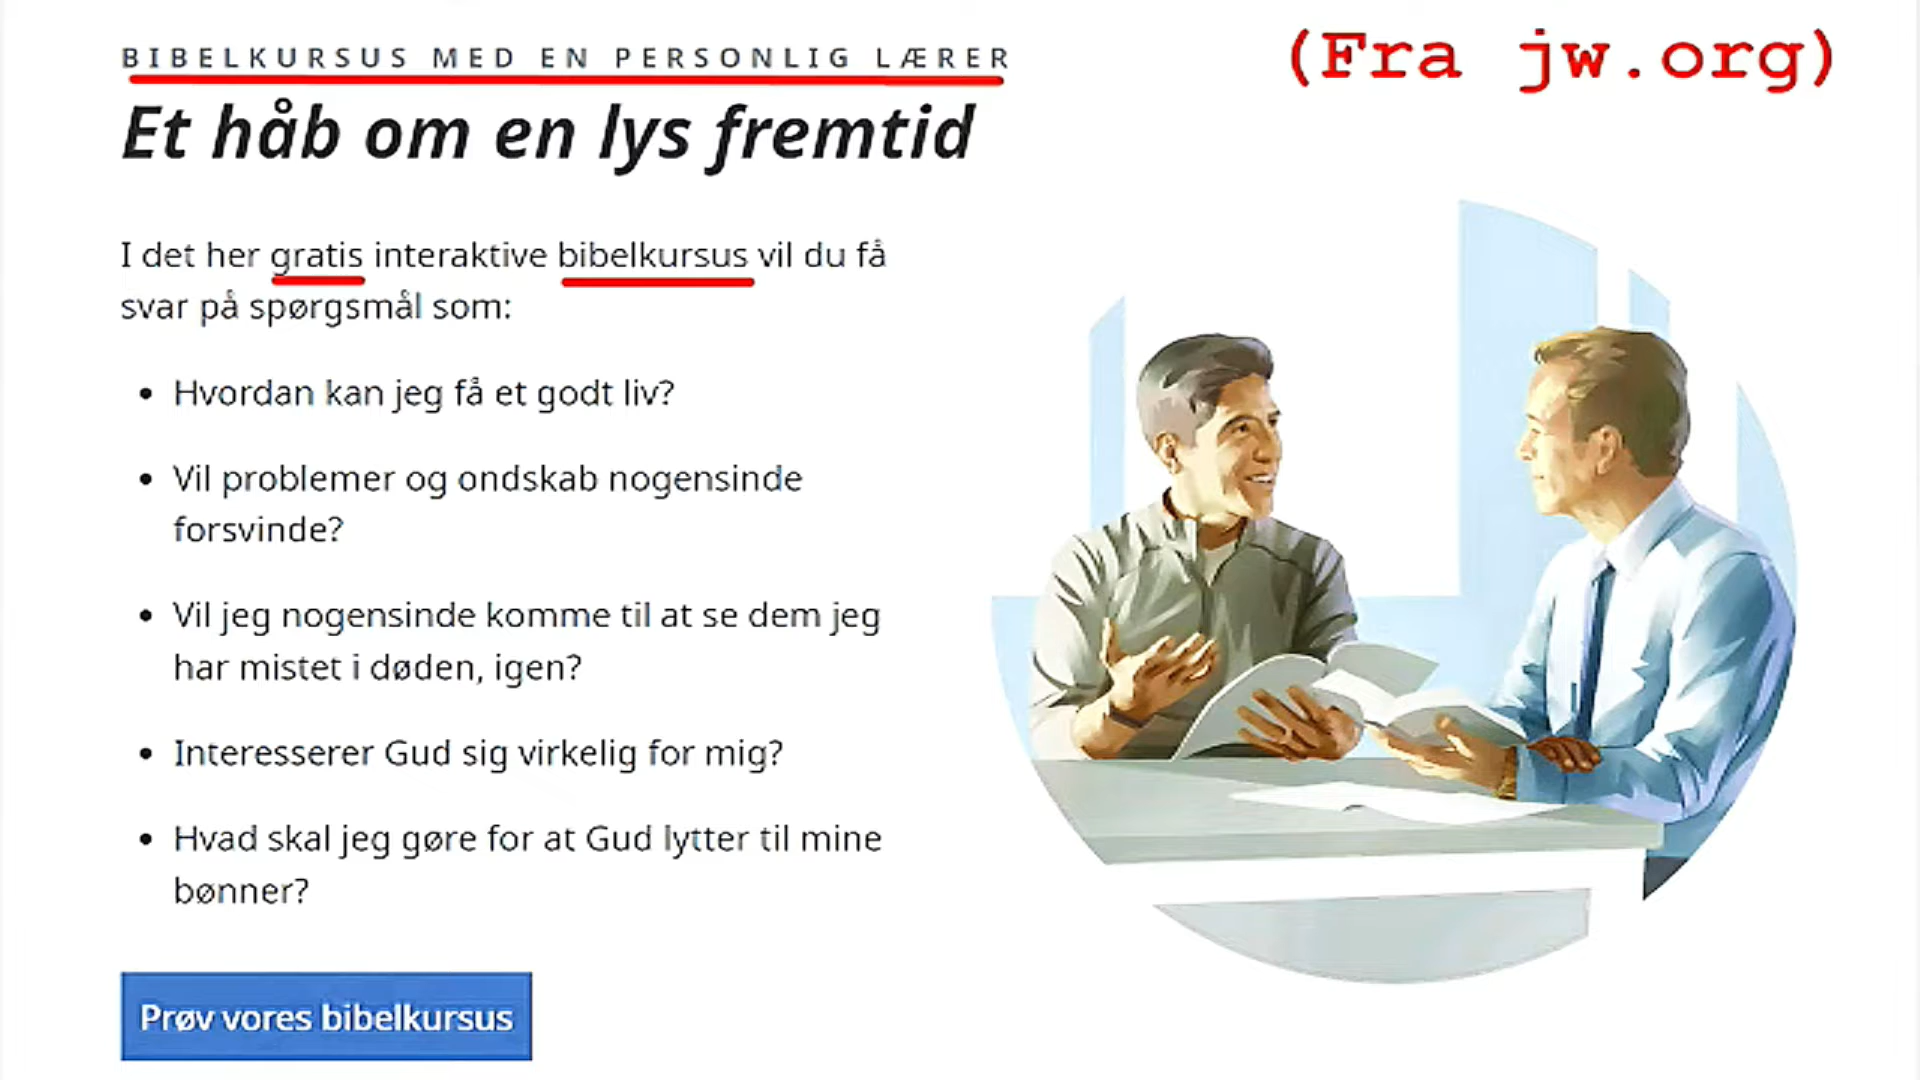 BIBELKURSUS MED EN PERSONLIG LÆRER
(Fra jw.org)
Et håb om en lys fremtid
I det her gratis interaktive bibelkursus vil du få
svar på spørgsmål som:
• Hvordan kan jeg få et godt liv?
• Vil problemer og ondskab nogensinde
forsvinde?
• Vil jeg nogensinde komme til at se dem jeg
har mistet i døden, igen?
• Interesserer Gud sig virkelig for mig?
• Hvad skal jeg gøre for at Gud lytter til mine
bønner?
Prøv vores bibelkursus